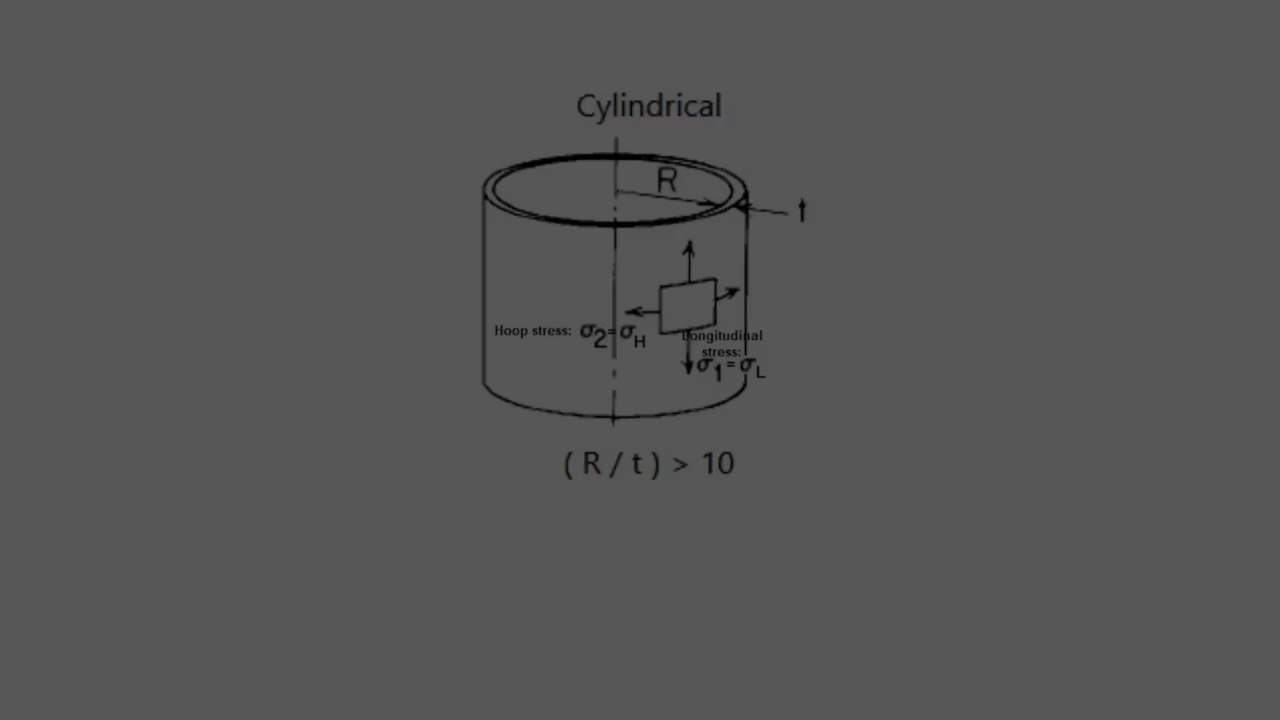 Cylindrical
R
t
Hoop stress: σ2=σH
Longitudinal
stress:
σ1=σL
( R / t ) > 10